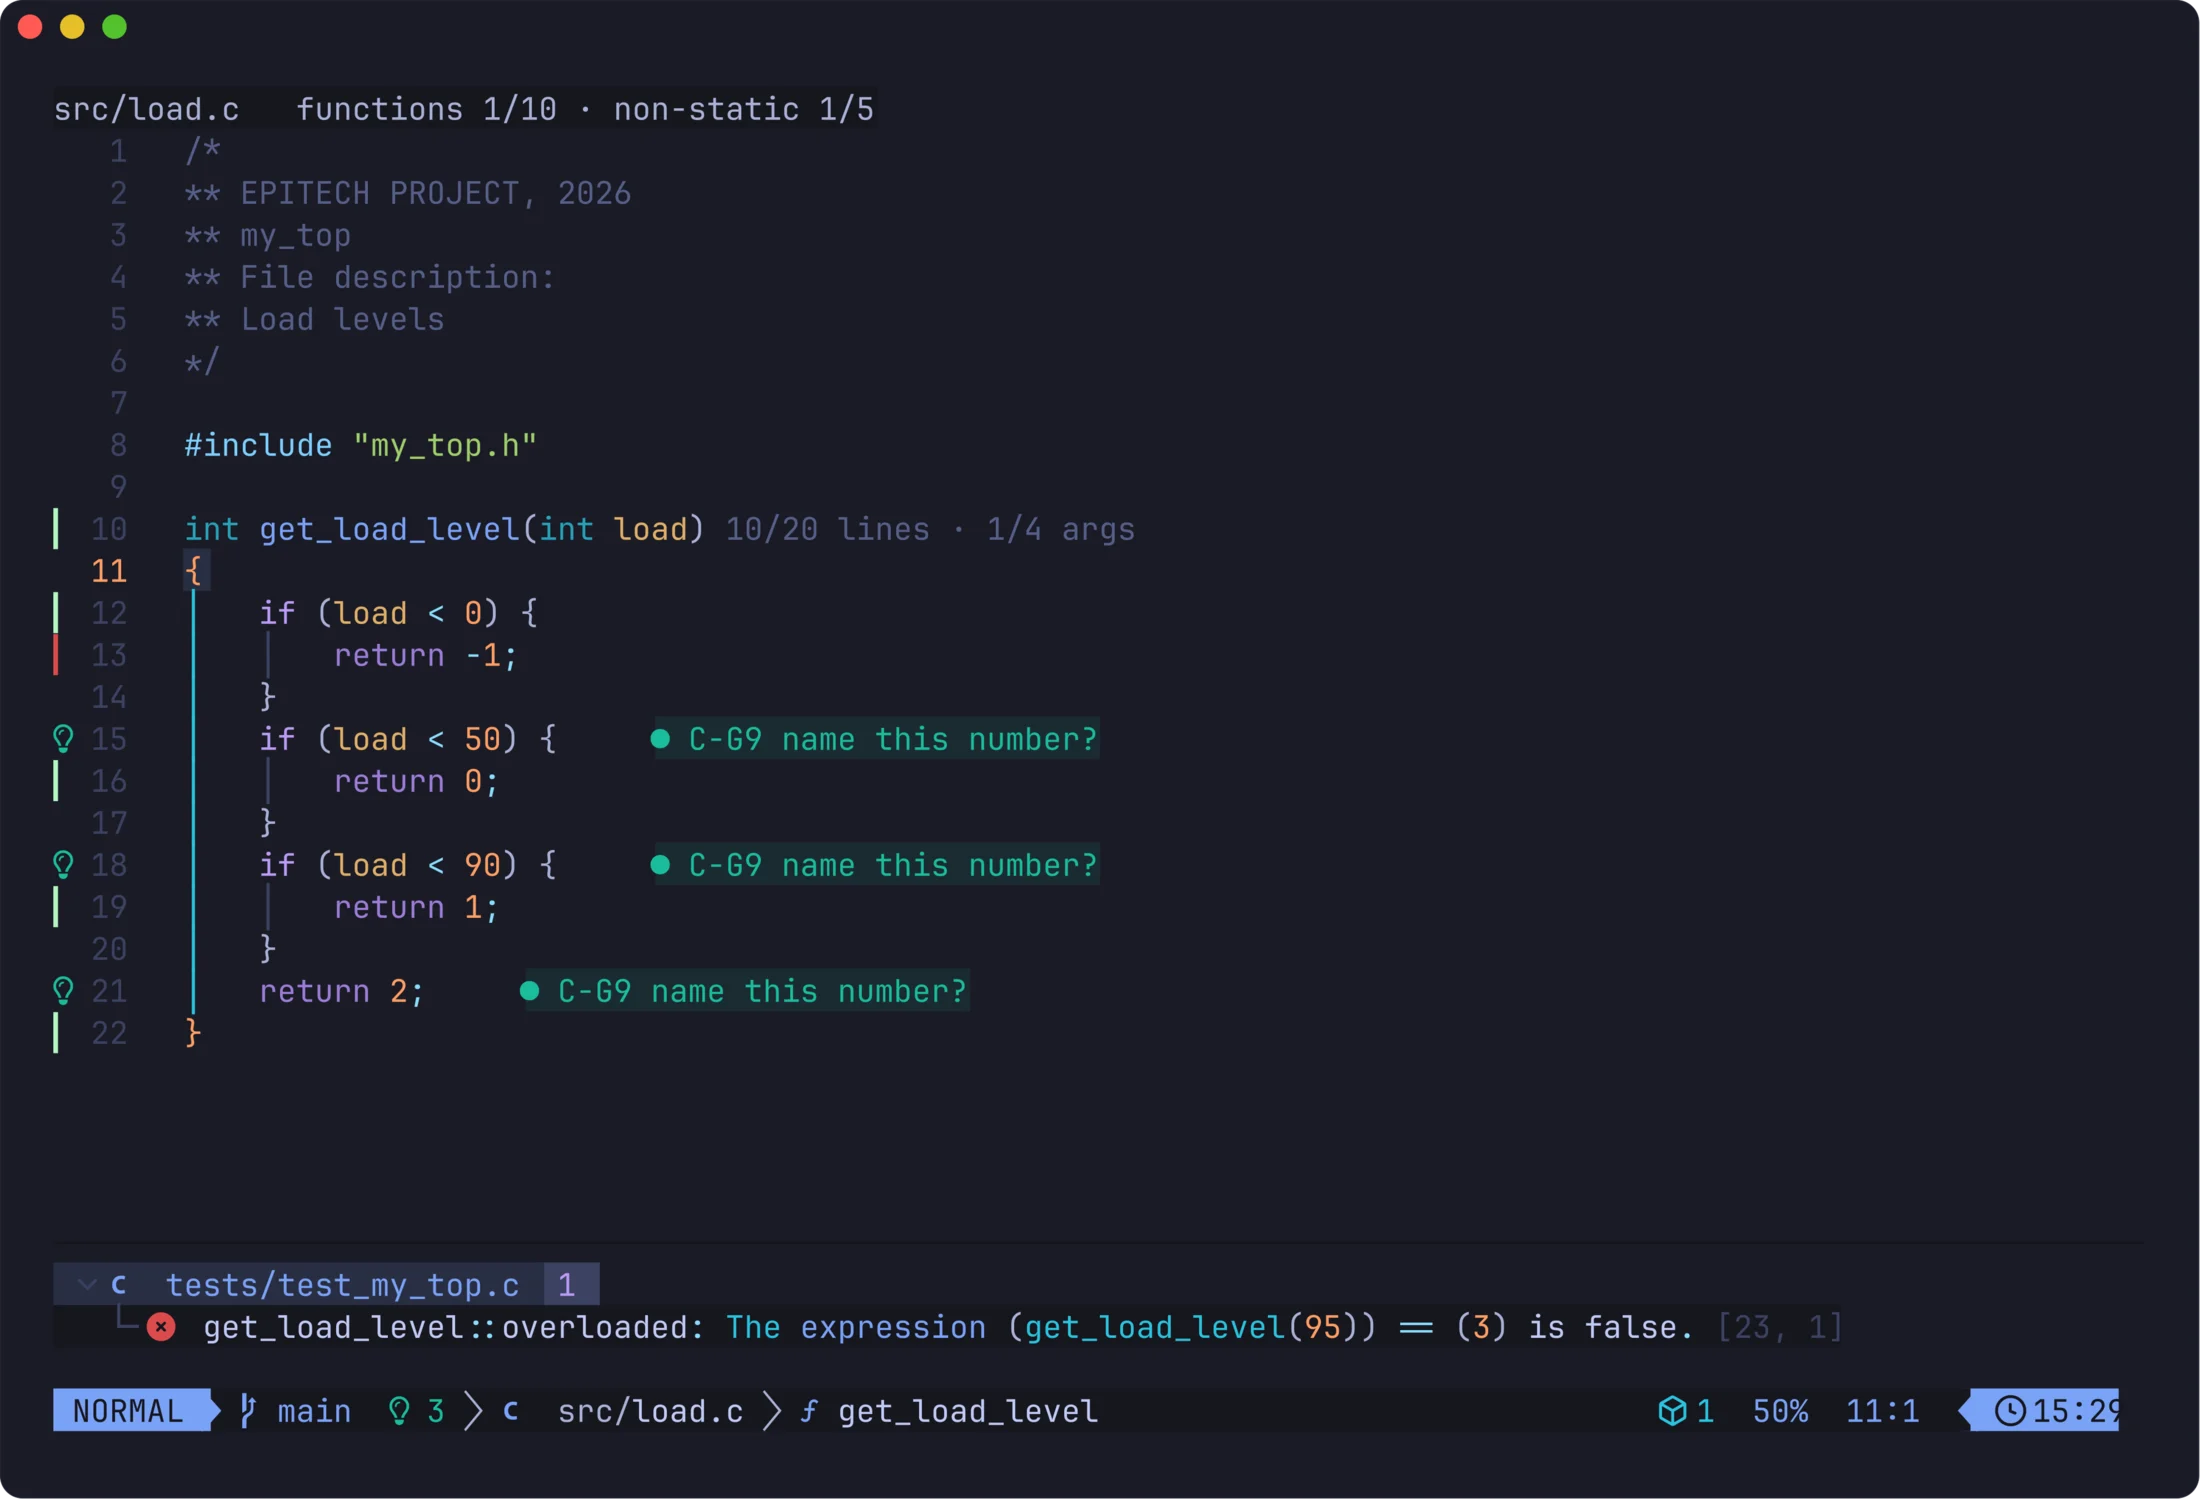 src/load.c   functions 1/10 · non-static 1/5
1 /*
2 ** EPITECH PROJECT, 2026
3 ** my_top
4 ** File description:
5 ** Load levels
6 */
7
8 #include "my_top.h"
9
10 int get_load_level(int load) 10/20 lines · 1/4 args
11 {
12     if (load < 0) {
13         return -1;
14     }
15     if (load < 50) {     ● C-G9 name this number?
16         return 0;
17     }
18     if (load < 90) {     ● C-G9 name this number?
19         return 1;
20     }
21     return 2;     ● C-G9 name this number?
22 }
C tests/test_my_top.c 1
get_load_level::overloaded: The expression (get_load_level(95)) == (3) is false. [23, 1]
NORMAL main 3 C src/load.c ƒ get_load_level 1 50% 11:1 15:29